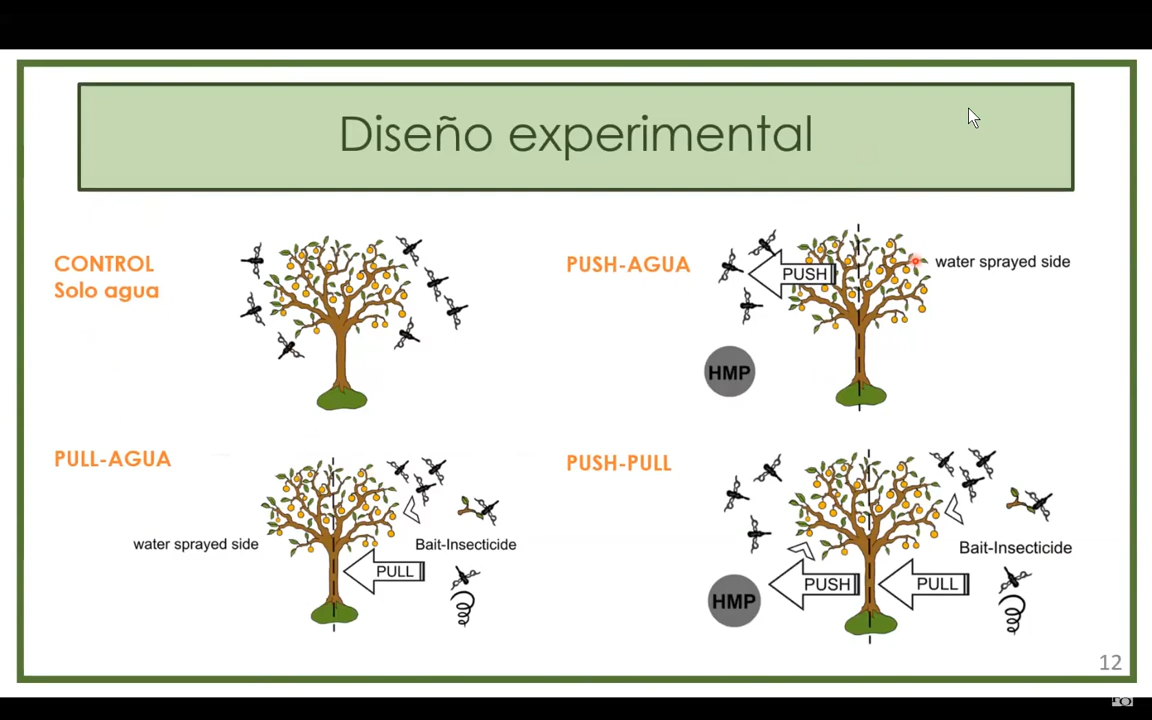 Diseño experimental
CONTROL
Solo agua
PUSH-AGUA
PUSH
water sprayed side
HMP
PULL-AGUA
water sprayed side
Bait-Insecticide
PULL
PUSH-PULL
Bait-Insecticide
HMP
PUSH
PULL
12